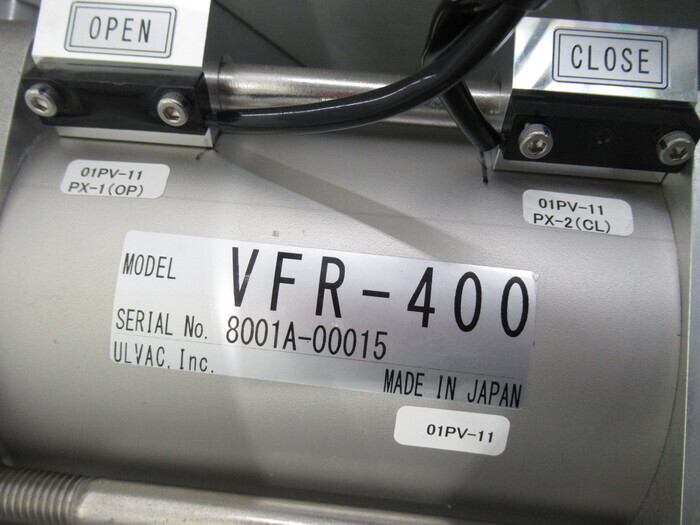 OPEN
CLOSE
01PV-11
PX-1(OP)
01PV-11
PX-2(CL)
MODEL VFR-400
SERIAL No. 8001A-00015
ULVAC, Inc.
MADE IN JAPAN
01PV-11